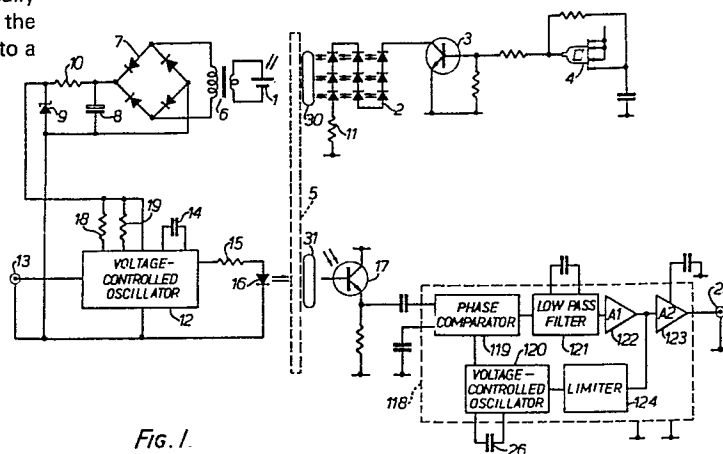 ally
the
to a
7
10
9
8
6
1
30
2
11
3
4
5
18
19
14
13
VOLTAGE-
CONTROLLED
OSCILLATOR
12
15
16
31
17
PHASE
COMPARATOR
119
LOW PASS
FILTER
121
A1
122
A2
123
2
118
120
VOLTAGE-
CONTROLLED
OSCILLATOR
LIMITER
124
26
FIG. 1.